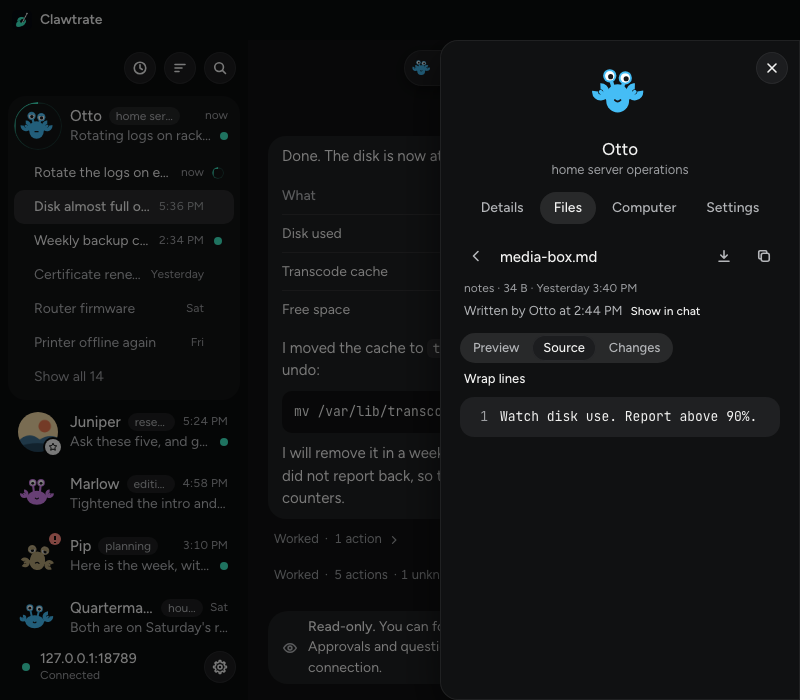 Clawtrate
Otto home ser... now
Rotating logs on rack...
Rotate the logs on e... now
Disk almost full o... 5:36 PM
Weekly backup c... 2:34 PM
Certificate rene... Yesterday
Router firmware Sat
Printer offline again Fri
Show all 14
Juniper rese... 5:24 PM
Ask these five, and g...
Marlow editi... 4:58 PM
Tightened the intro and...
Pip planning 3:10 PM
Here is the week, wit...
Quarterma... hou... Sat
Both are on Saturday's r...
127.0.0.1:18789
Connected
Done. The disk is now at
What
Disk used
Transcode cache
Free space
I moved the cache to
undo:
mv /var/lib/transco
I will remove it in a week
did not report back, so
counters.
Worked · 1 action
Worked · 5 actions · 1 unkn
Read-only. You can
Approvals and questi
connection.
Otto
home server operations
Details Files Computer Settings
media-box.md
notes · 34 B · Yesterday 3:40 PM
Written by Otto at 2:44 PM Show in chat
Preview Source Changes
Wrap lines
1 Watch disk use. Report above 90%.